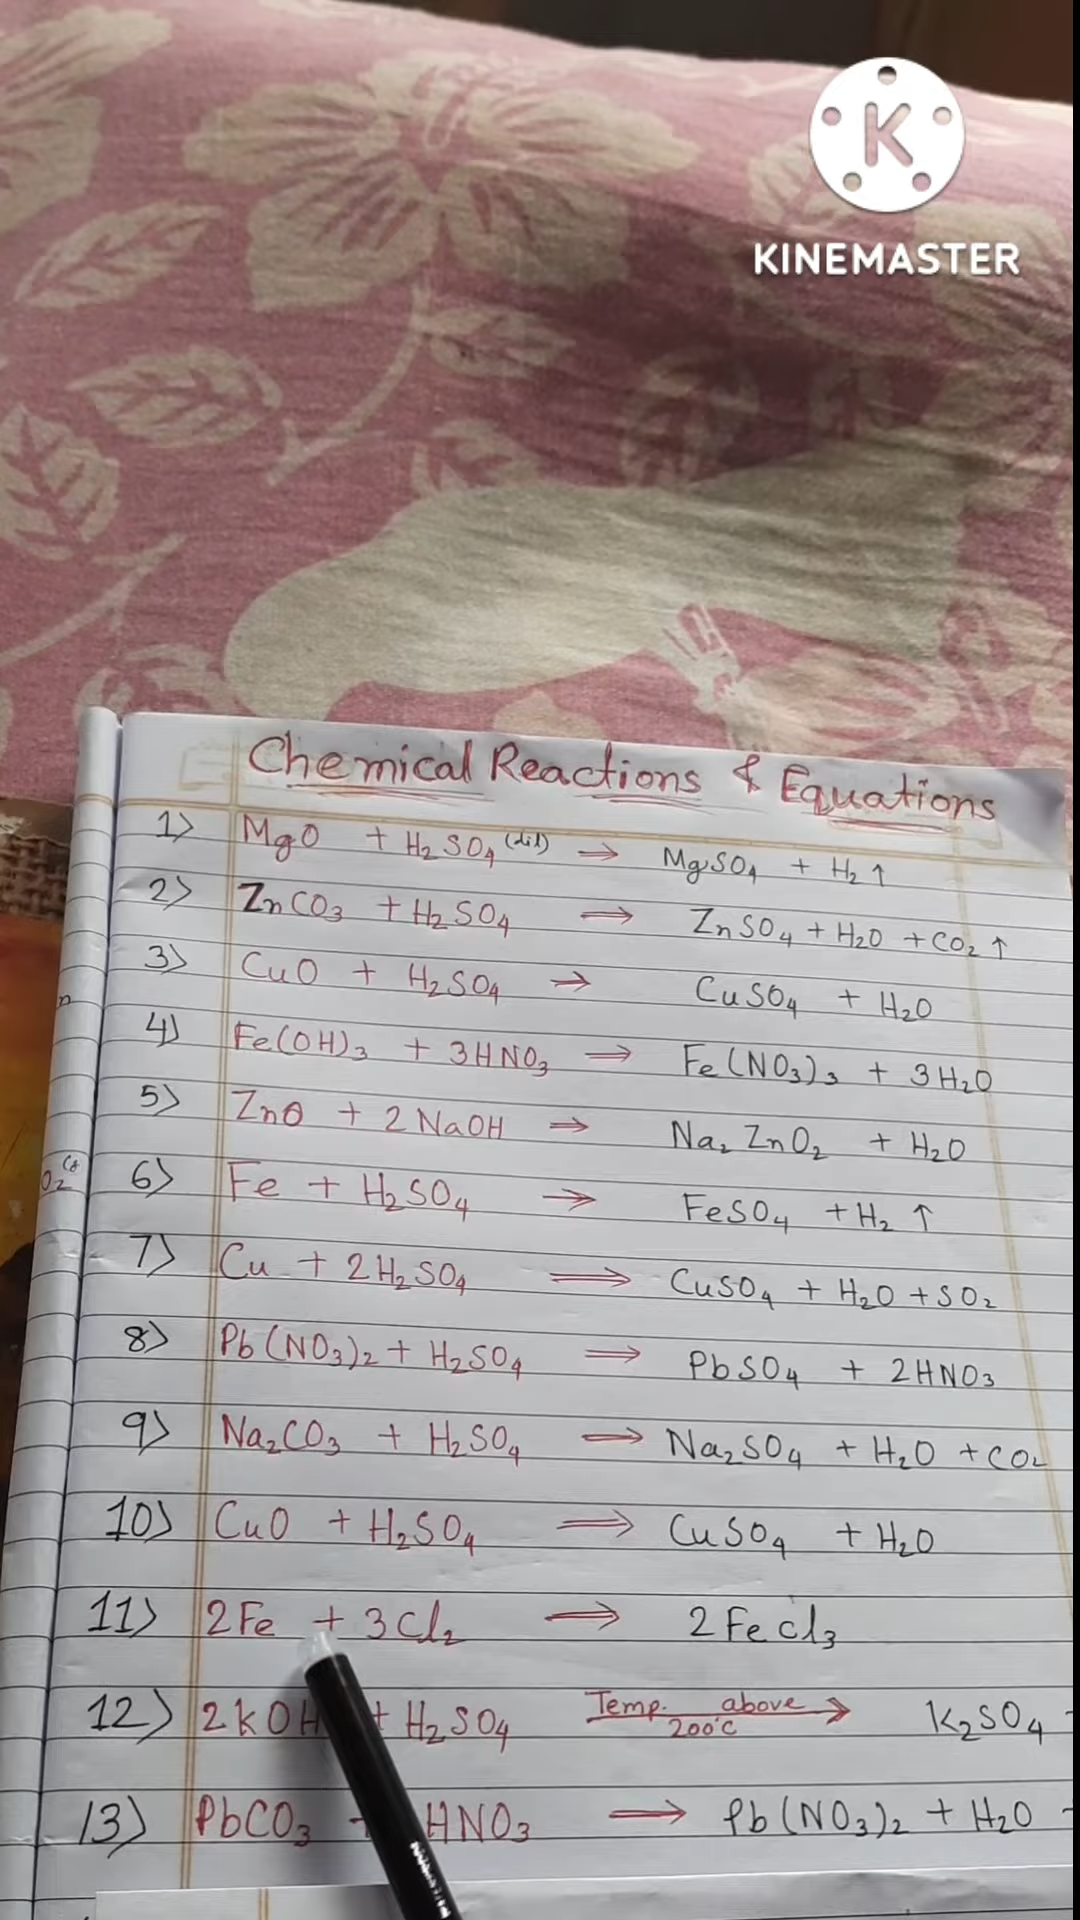 K
KINEMASTER
Chemical Reactions & Equations
1) MgO + H₂SO₄ (dil) → MgSO₄ + H₂ ↑
2) ZnCO₃ + H₂SO₄ → ZnSO₄ + H₂O + CO₂ ↑
3) CuO + H₂SO₄ → CuSO₄ + H₂O
4) Fe(OH)₃ + 3HNO₃ → Fe(NO₃)₃ + 3H₂O
5) ZnO + 2NaOH → Na₂ZnO₂ + H₂O
6) Fe + H₂SO₄ → FeSO₄ + H₂ ↑
7) Cu + 2H₂SO₄ → CuSO₄ + H₂O + SO₂
8) Pb(NO₃)₂ + H₂SO₄ → PbSO₄ + 2HNO₃
9) Na₂CO₃ + H₂SO₄ → Na₂SO₄ + H₂O + CO₂
10) CuO + H₂SO₄ → CuSO₄ + H₂O
11) 2Fe + 3Cl₂ → 2FeCl₃
12) 2KOH + H₂SO₄ Temp. above 200°C → K₂SO₄
13) PbCO₃ + HNO₃ → Pb(NO₃)₂ + H₂O